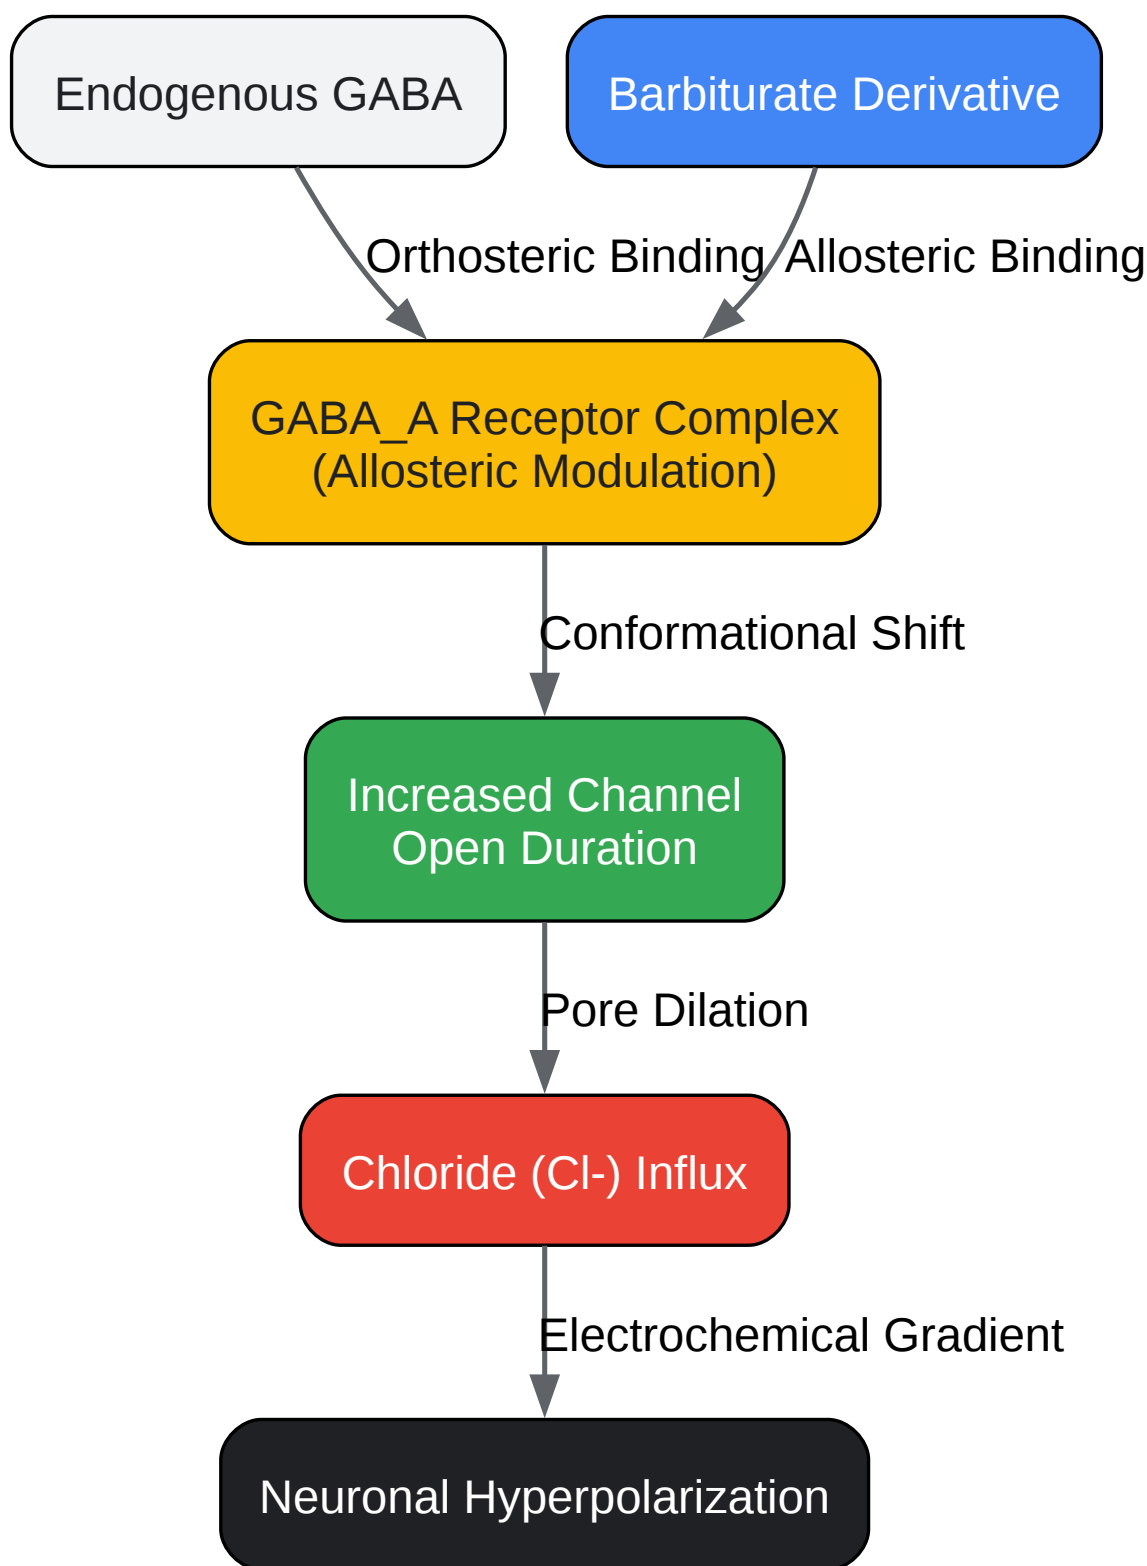 Endogenous GABA
Barbiturate Derivative
Orthosteric Binding
Allosteric Binding
GABA_A Receptor Complex
(Allosteric Modulation)
Conformational Shift
Increased Channel
Open Duration
Pore Dilation
Chloride (Cl-) Influx
Electrochemical Gradient
Neuronal Hyperpolarization